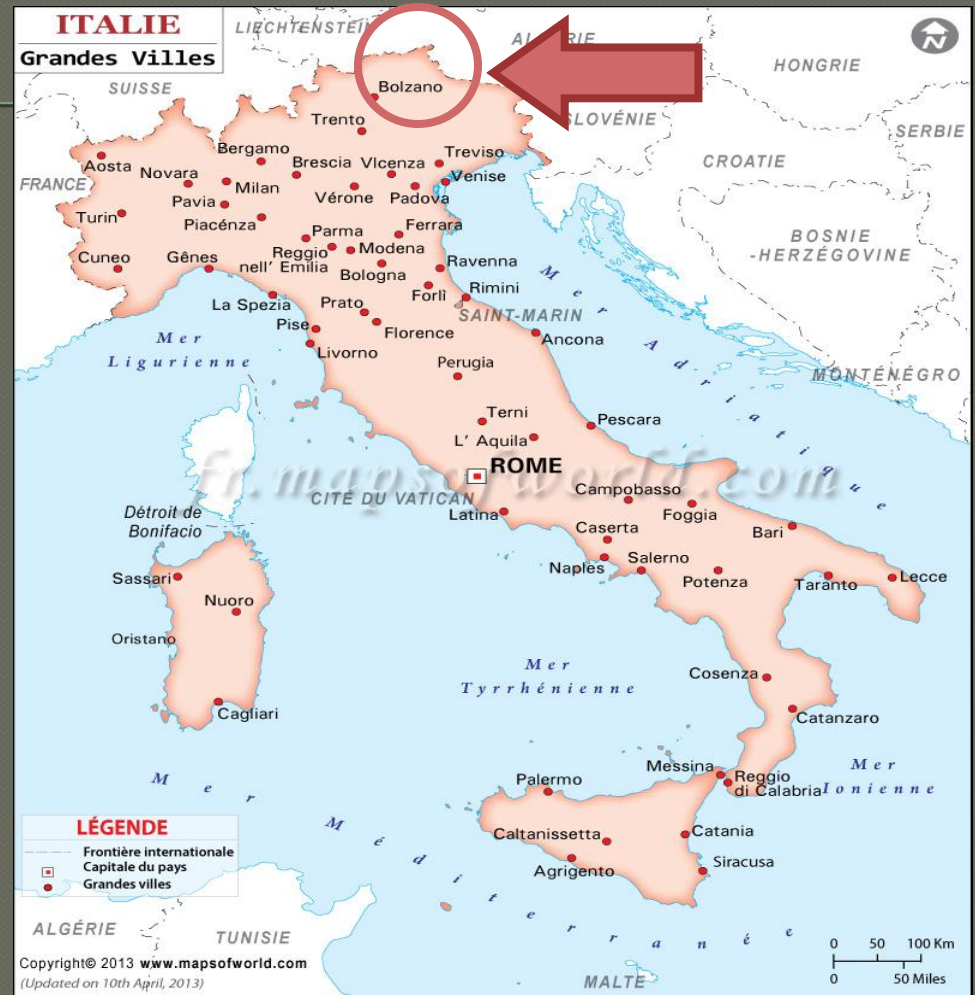 ITALIE
Grandes Villes
LIECHTENSTEIN
N
HONGRIE
SUISSE
Bolzano
SLOVÉNIE
SERBIE
Trento
Bergamo
Brescia
VIcenza
Treviso
CROATIE
Aosta
Novara
Milan
Venise
FRANCE
Pavia
Vérone
Padova
Turin
Piacénza
Parma
Ferrara
BOSNIE
-HERZÉGOVINE
Cuneo
Gênes
Reggio
nell' Emilia
Modena
Bologna
Ravenna
La Spezia
Prato
Forlì
Rimini
SAINT-MARIN
Mer
Ligurienne
Pise
Florence
Ancona
Mer Adriatique
Livorno
Perugia
MONTÉNÉGRO
Terni
Pescara
L' Aquila
ROME
fr.mapsofworld.com
CITÉ DU VATICAN
Campobasso
Détroit de
Bonifacio
Latina
Foggia
Caserta
Bari
Naples
Salerno
Sassari
Potenza
Taranto
Lecce
Nuoro
Oristano
Mer
Tyrrhénienne
Cosenza
Cagliari
Catanzaro
Messina
Reggio
di Calabria
Mer
Ionienne
Palermo
Mer Méditerranée
LÉGENDE
Frontière internationale
Capitale du pays
Grandes villes
Caltanissetta
Catania
Agrigento
Siracusa
ALGÉRIE
TUNISIE
0 50 100 Km
0 50 Miles
Copyright© 2013 www.mapsofworld.com
(Updated on 10th April, 2013)
MALTE